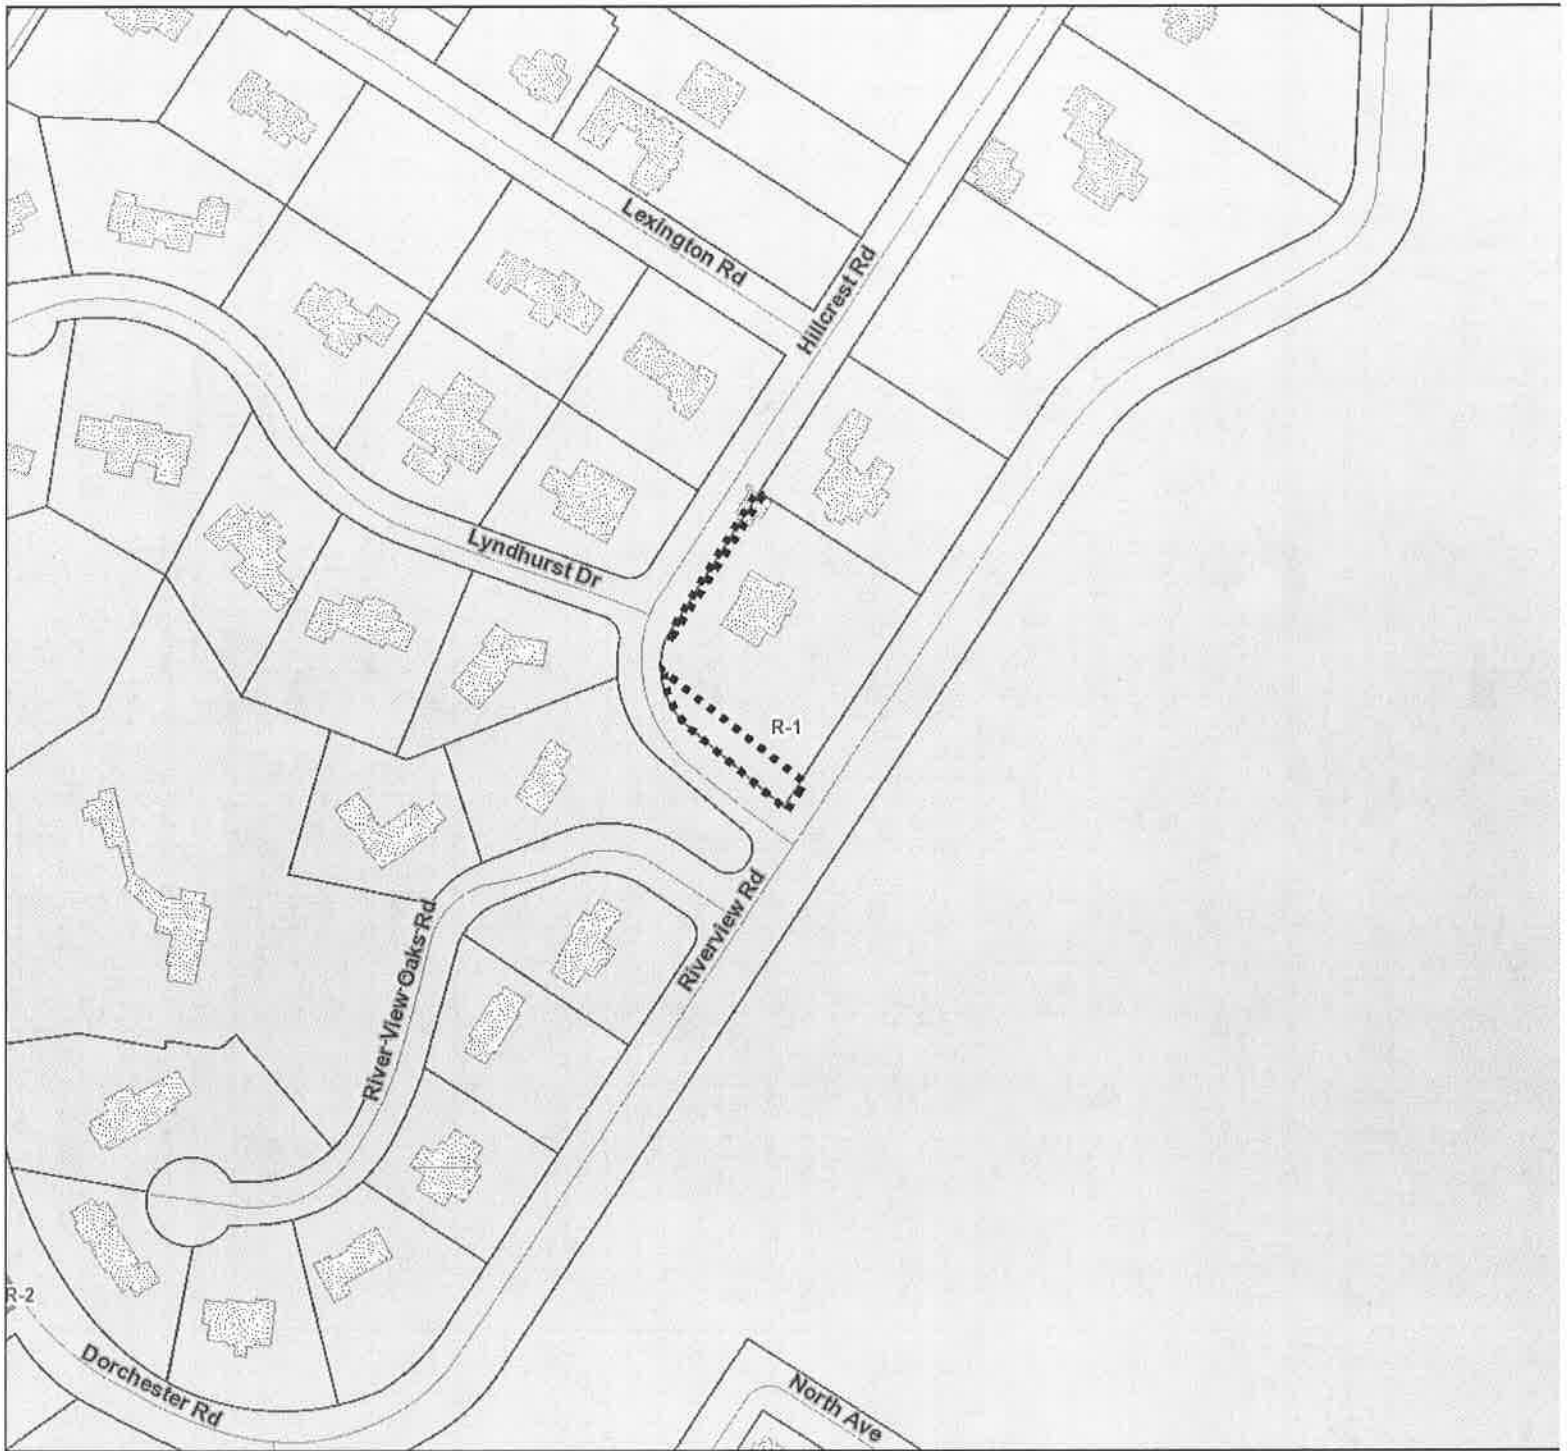 Lexington Rd
Hillcrest Rd
Lyndhurst Dr
R-1
Riverview Rd
River View Oaks Rd
R-2
Dorchester Rd
North Ave